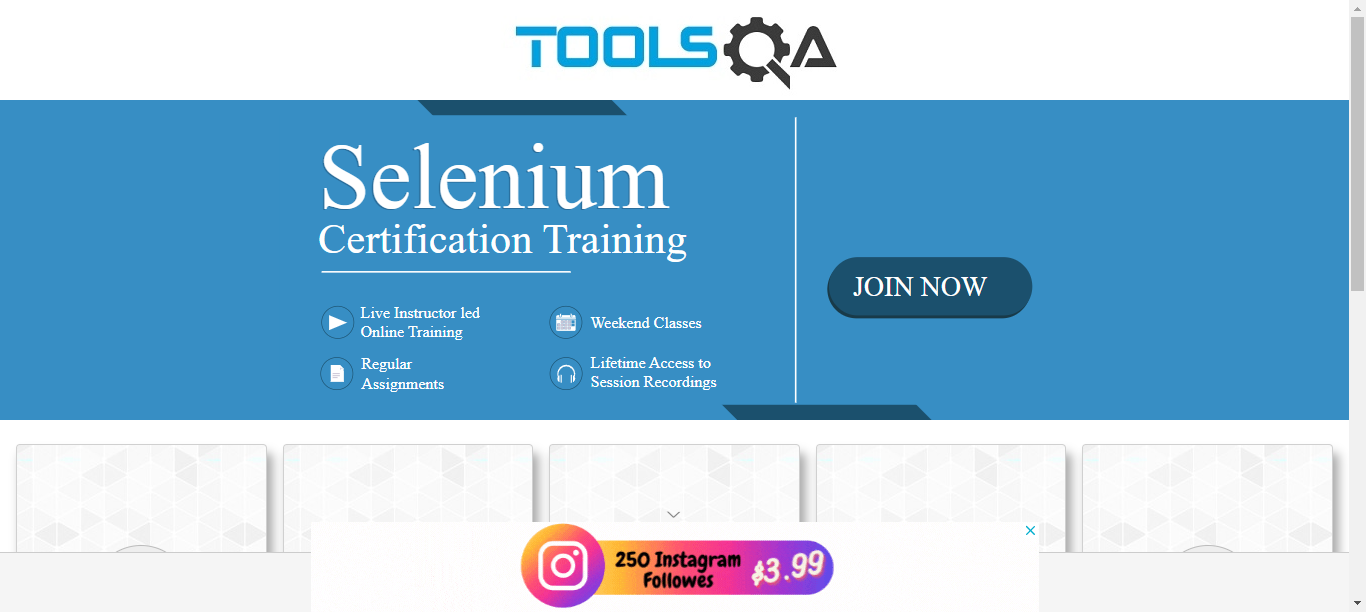 TOOLSQA
Selenium
Certification Training
Live Instructor led
Online Training
Weekend Classes
Regular
Assignments
Lifetime Access to
Session Recordings
JOIN NOW
250 Instagram
Followes
$3.99